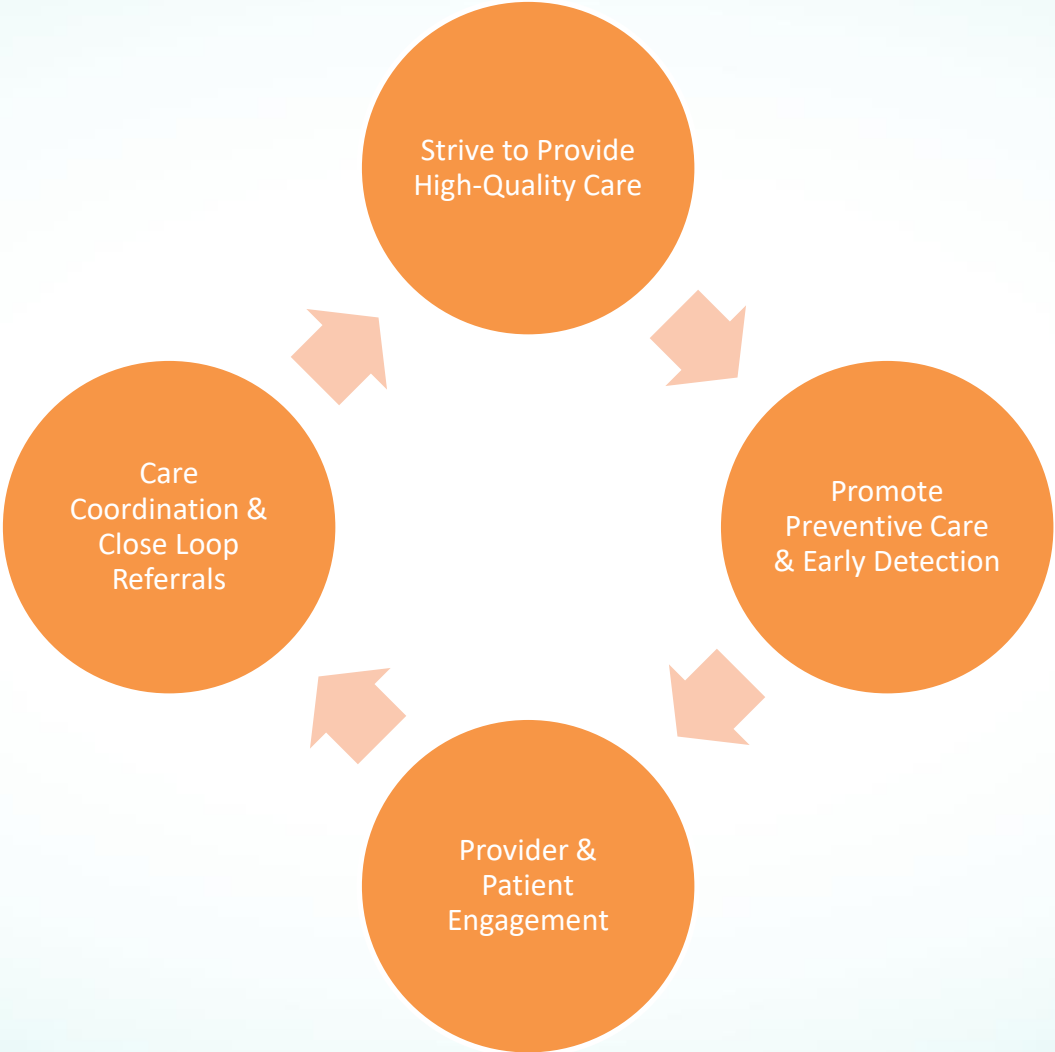 Strive to Provide
High-Quality Care
Promote
Preventive Care
& Early Detection
Provider &
Patient
Engagement
Care
Coordination &
Close Loop
Referrals